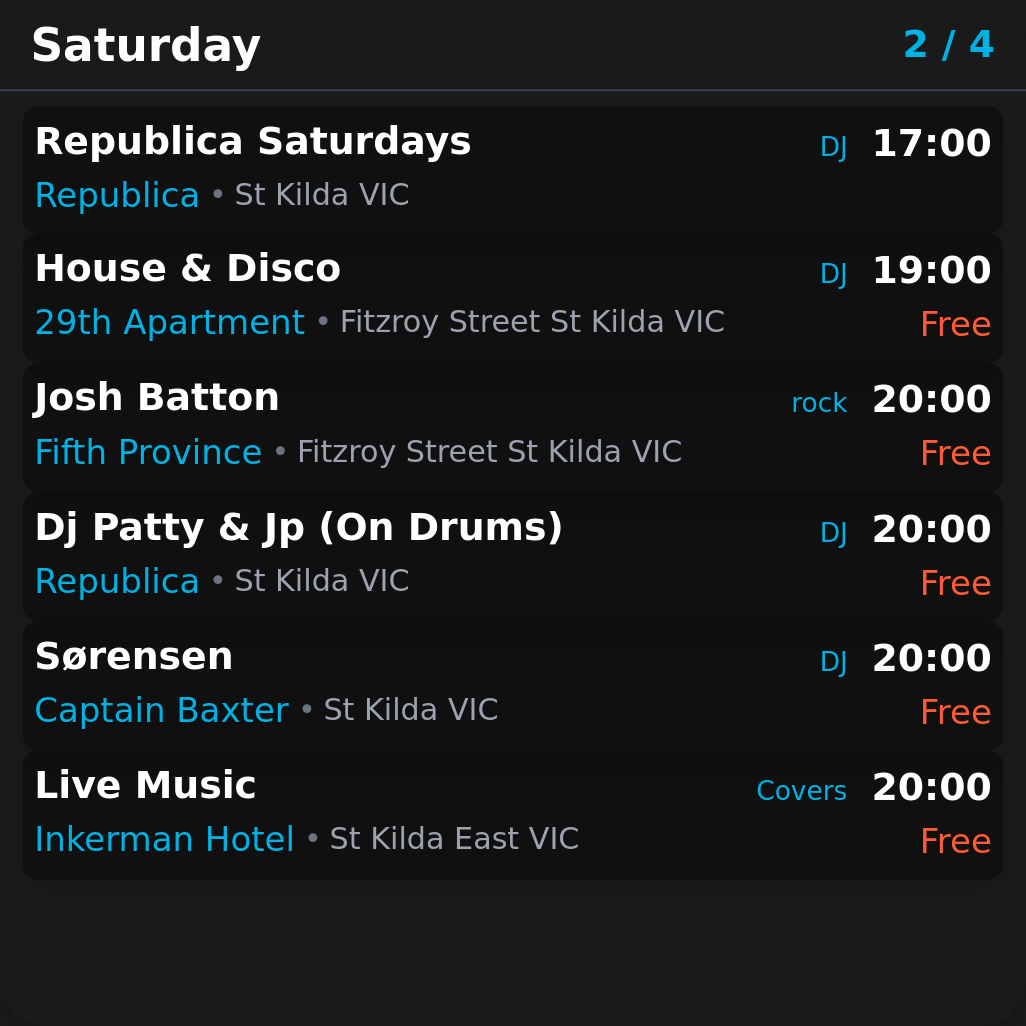 Saturday 2 / 4
Republica Saturdays DJ 17:00
Republica • St Kilda VIC
House & Disco DJ 19:00
29th Apartment • Fitzroy Street St Kilda VIC Free
Josh Batton rock 20:00
Fifth Province • Fitzroy Street St Kilda VIC Free
Dj Patty & Jp (On Drums) DJ 20:00
Republica • St Kilda VIC Free
Sørensen DJ 20:00
Captain Baxter • St Kilda VIC Free
Live Music Covers 20:00
Inkerman Hotel • St Kilda East VIC Free